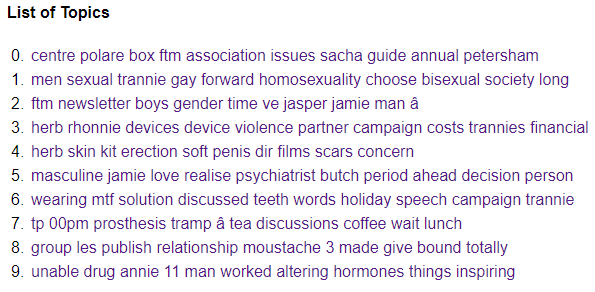 List of Topics
0. centre polare box ftm association issues sacha guide annual petersham
1. men sexual trannie gay forward homosexuality choose bisexual society long
2. ftm newsletter boys gender time ve jasper jamie man â
3. herb rhonnie devices device violence partner campaign costs trannies financial
4. herb skin kit erection soft penis dir films scars concern
5. masculine jamie love realise psychiatrist butch period ahead decision person
6. wearing mtf solution discussed teeth words holiday speech campaign trannie
7. tp 00pm prosthesis tramp â tea discussions coffee wait lunch
8. group les publish relationship moustache 3 made give bound totally
9. unable drug annie 11 man worked altering hormones things inspiring